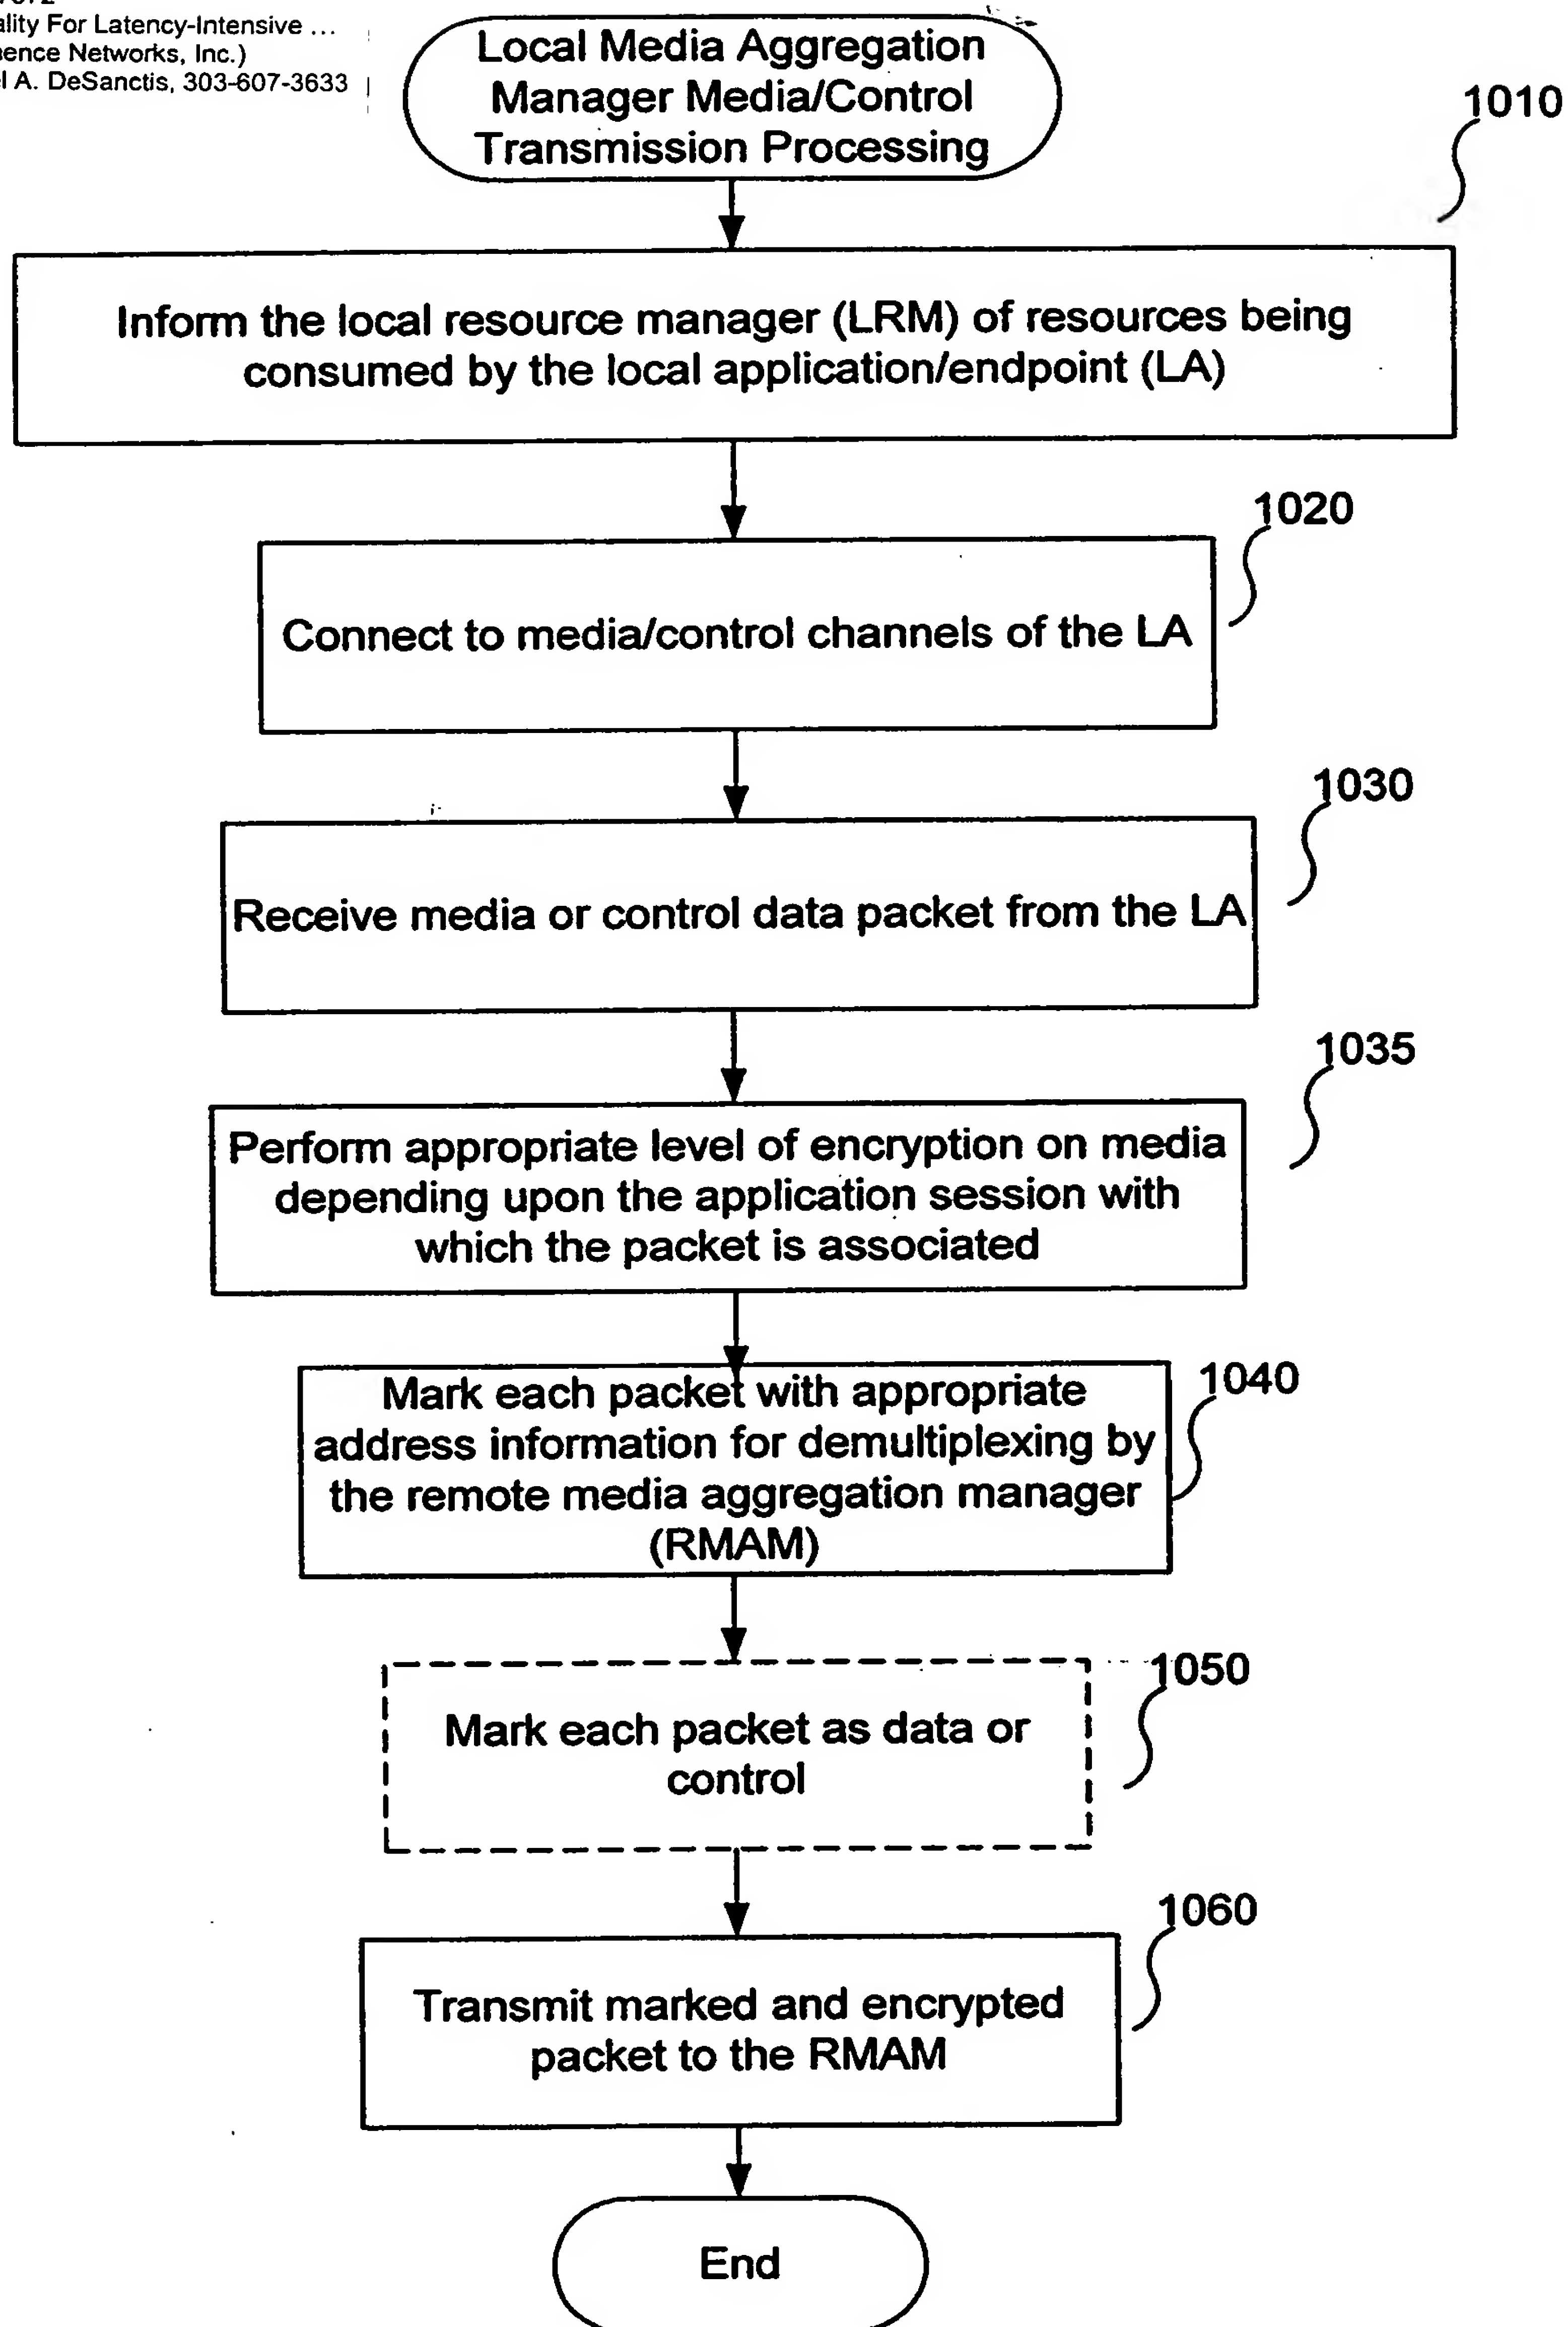 For Latency-Intensive ...
Networks, Inc.)
A. DeSanctis, 303-607-3633
Local Media Aggregation
Manager Media/Control
Transmission Processing
1010
Inform the local resource manager (LRM) of resources being
consumed by the local application/endpoint (LA)
1020
Connect to media/control channels of the LA
1030
Receive media or control data packet from the LA
1035
Perform appropriate level of encryption on media
depending upon the application session with
which the packet is associated
1040
Mark each packet with appropriate
address information for demultiplexing by
the remote media aggregation manager
(RMAM)
1050
Mark each packet as data or
control
1060
Transmit marked and encrypted
packet to the RMAM
End